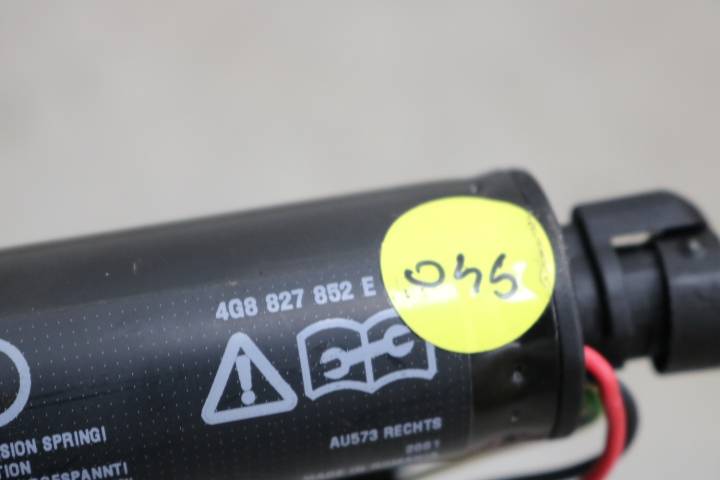 4G8 827 852 E
045
AU573 RECHTS
SION SPRING!
TION
GESPANNT!